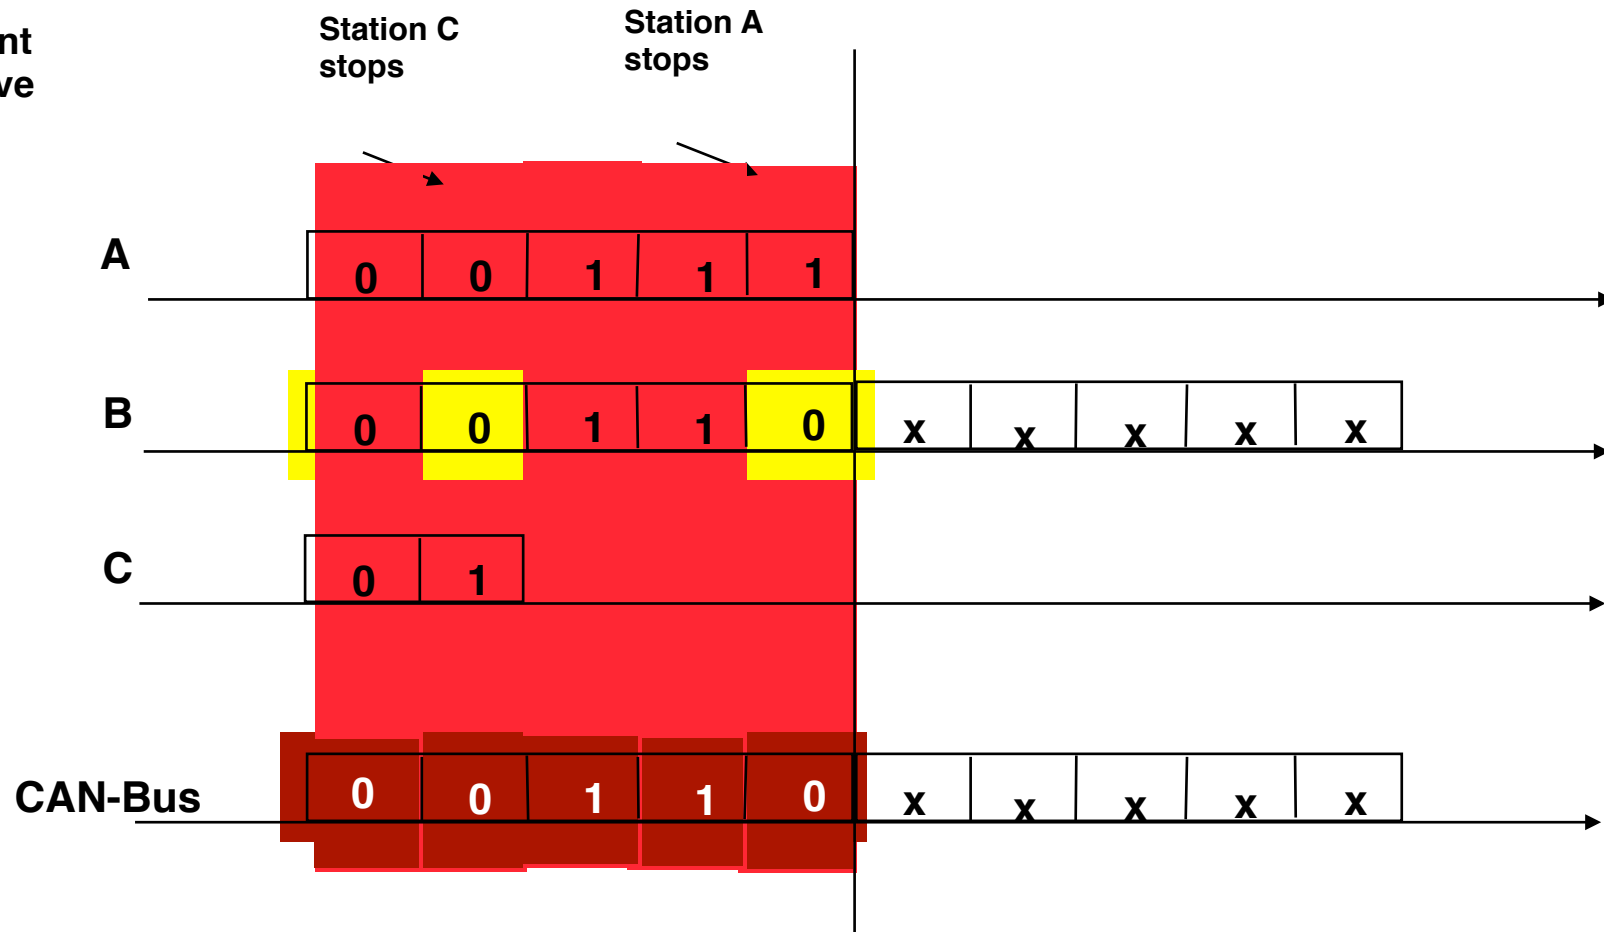 nt
ve
Station C
stops
Station A
stops
A
0 0 1 1 1
B
0 0 1 1 0 x x x x x
C
0 1
CAN-Bus
0 0 1 1 0 x x x x x